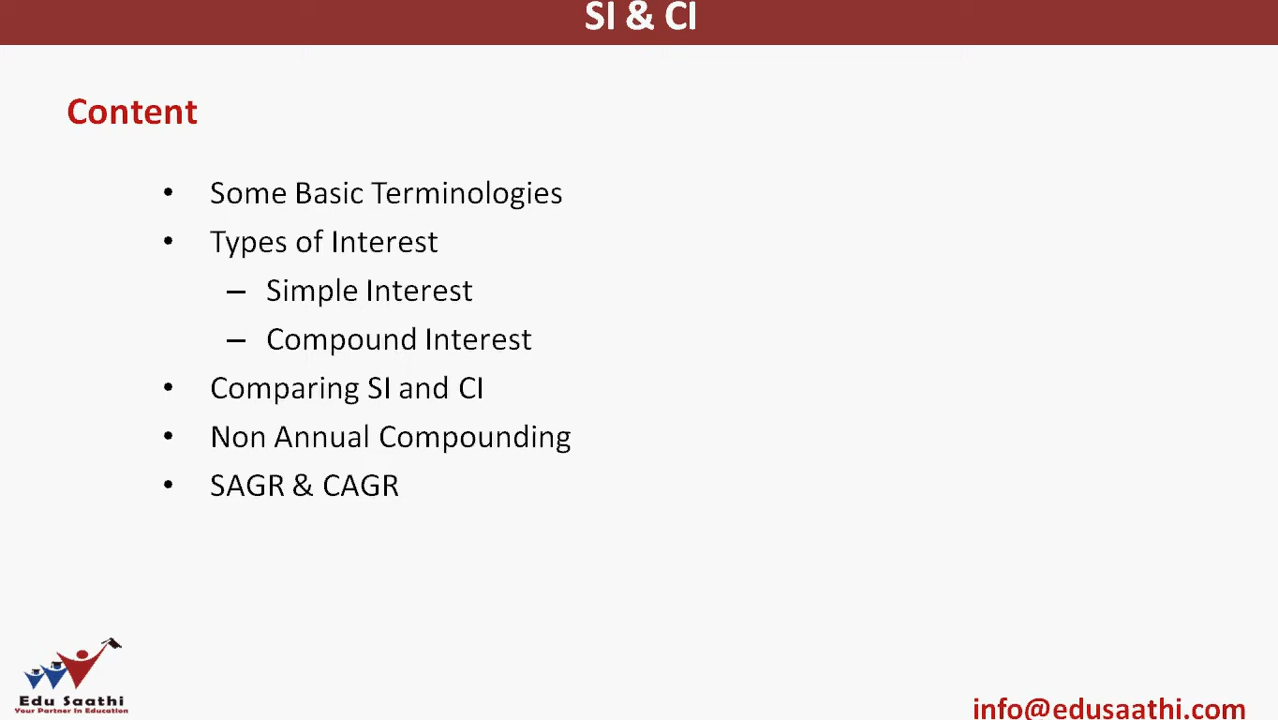 SI & CI
Content
• Some Basic Terminologies
• Types of Interest
– Simple Interest
– Compound Interest
• Comparing SI and CI
• Non Annual Compounding
• SAGR & CAGR
Edu Saathi
Your Partner In Education
info@edusaathi.com